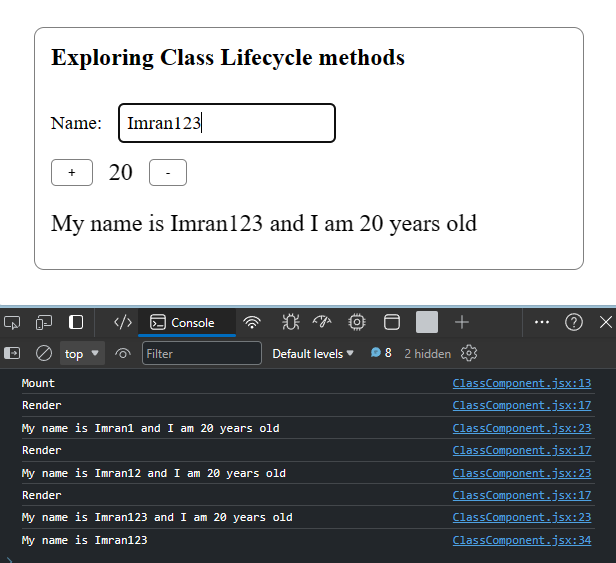 Exploring Class Lifecycle methods
Name: Imran123
+ 20 -
My name is Imran123 and I am 20 years old
Console
top Filter Default levels 8 2 hidden
Mount ClassComponent.jsx:13
Render ClassComponent.jsx:17
My name is Imran1 and I am 20 years old ClassComponent.jsx:23
Render ClassComponent.jsx:17
My name is Imran12 and I am 20 years old ClassComponent.jsx:23
Render ClassComponent.jsx:17
My name is Imran123 and I am 20 years old ClassComponent.jsx:23
My name is Imran123 ClassComponent.jsx:34